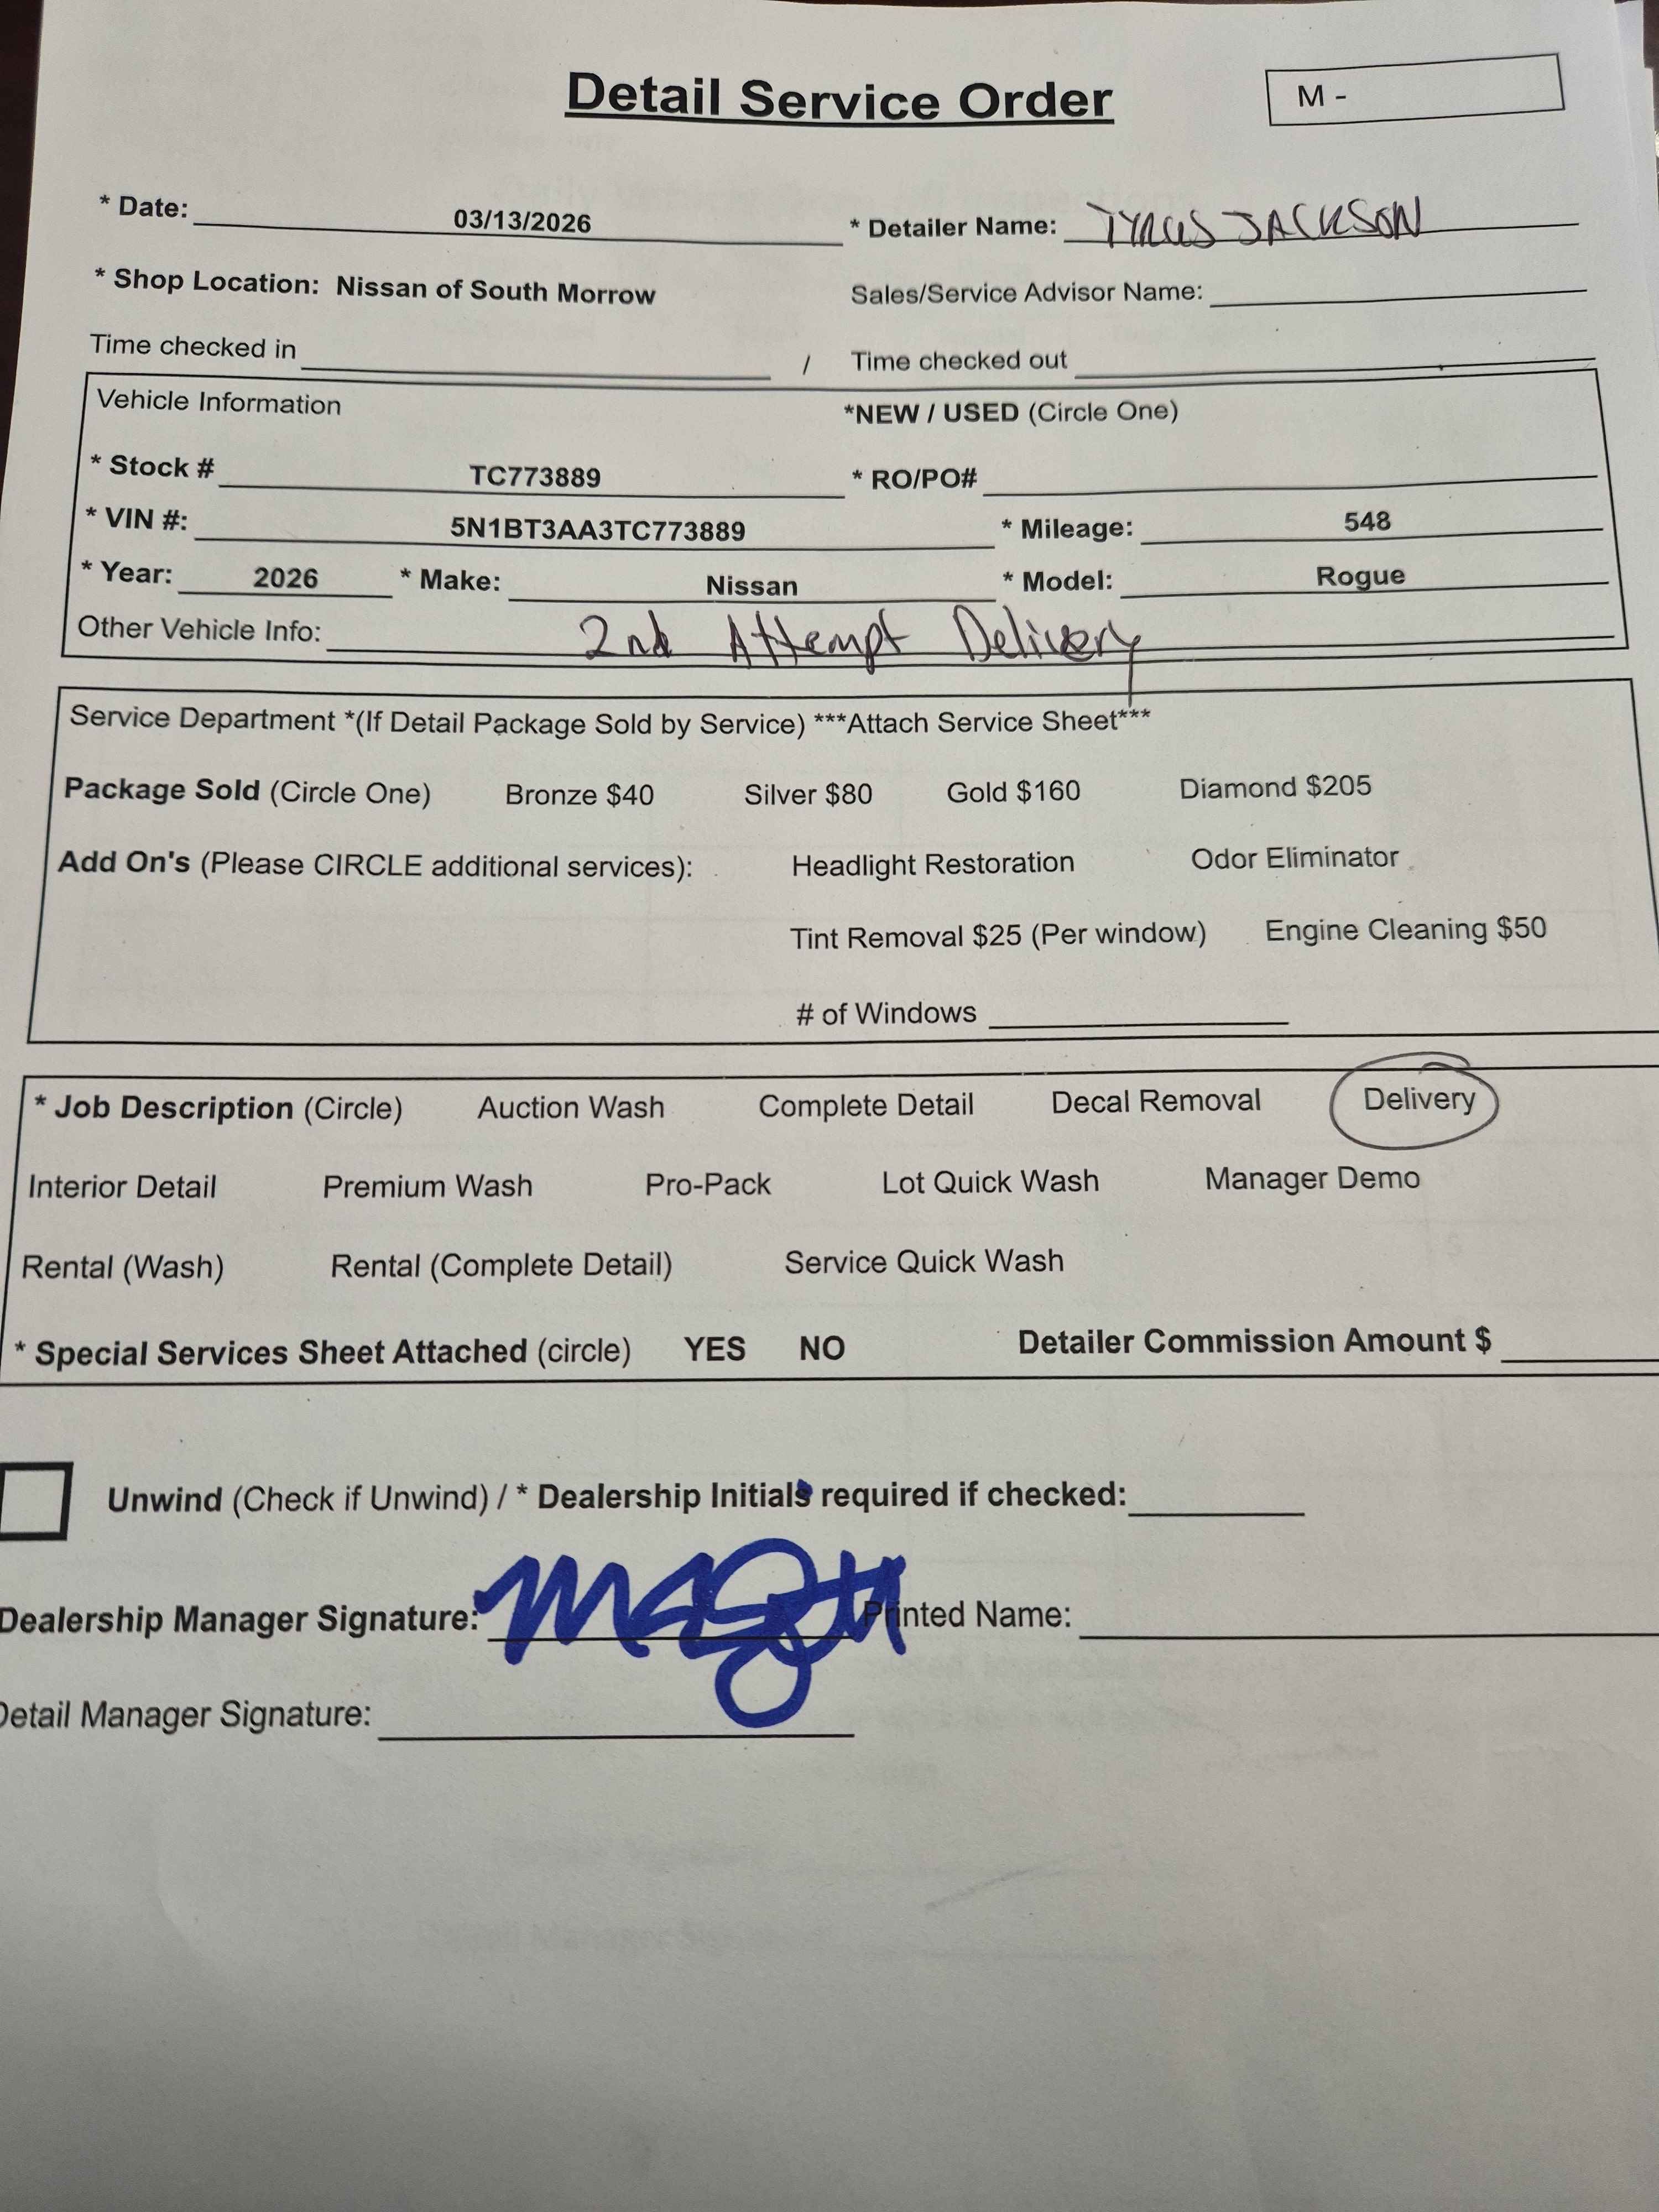 Detail Service Order
M -
* Date: 03/13/2026 * Detailer Name: TYRUS JACKSON
* Shop Location: Nissan of South Morrow Sales/Service Advisor Name:
Time checked in / Time checked out
Vehicle Information *NEW / USED (Circle One)
* Stock # TC773889 * RO/PO#
* VIN #: 5N1BT3AA3TC773889 * Mileage: 548
* Year: 2026 * Make: Nissan * Model: Rogue
Other Vehicle Info: 2nd Attempt Delivery
Service Department *(If Detail Package Sold by Service) ***Attach Service Sheet***
Package Sold (Circle One) Bronze $40 Silver $80 Gold $160 Diamond $205
Add On's (Please CIRCLE additional services): Headlight Restoration Odor Eliminator
Tint Removal $25 (Per window) Engine Cleaning $50
# of Windows
* Job Description (Circle) Auction Wash Complete Detail Decal Removal Delivery
Interior Detail Premium Wash Pro-Pack Lot Quick Wash Manager Demo
Rental (Wash) Rental (Complete Detail) Service Quick Wash
* Special Services Sheet Attached (circle) YES NO Detailer Commission Amount $
Unwind (Check if Unwind) / * Dealership Initials required if checked:
Dealership Manager Signature: Printed Name:
Detail Manager Signature: